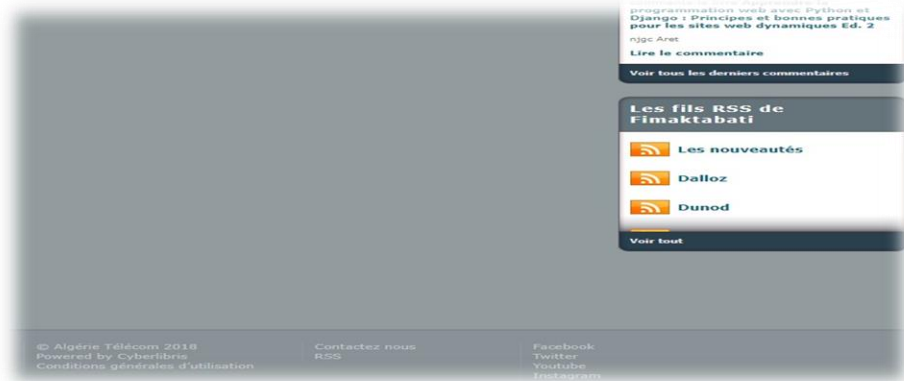 programmation web avec Python et
Django : Principes et bonnes pratiques
pour les sites web dynamiques Ed. 2
njgc Aret
Lire le commentaire
Voir tous les derniers commentaires
Les fils RSS de
Fimaktabati
Les nouveautés
Dalloz
Dunod
Voir tout
© Algérie Télécom 2018
Powered by Cyberlibris
Conditions générales d'utilisation
Contactez nous
RSS
Facebook
Twitter
Youtube
Instagram